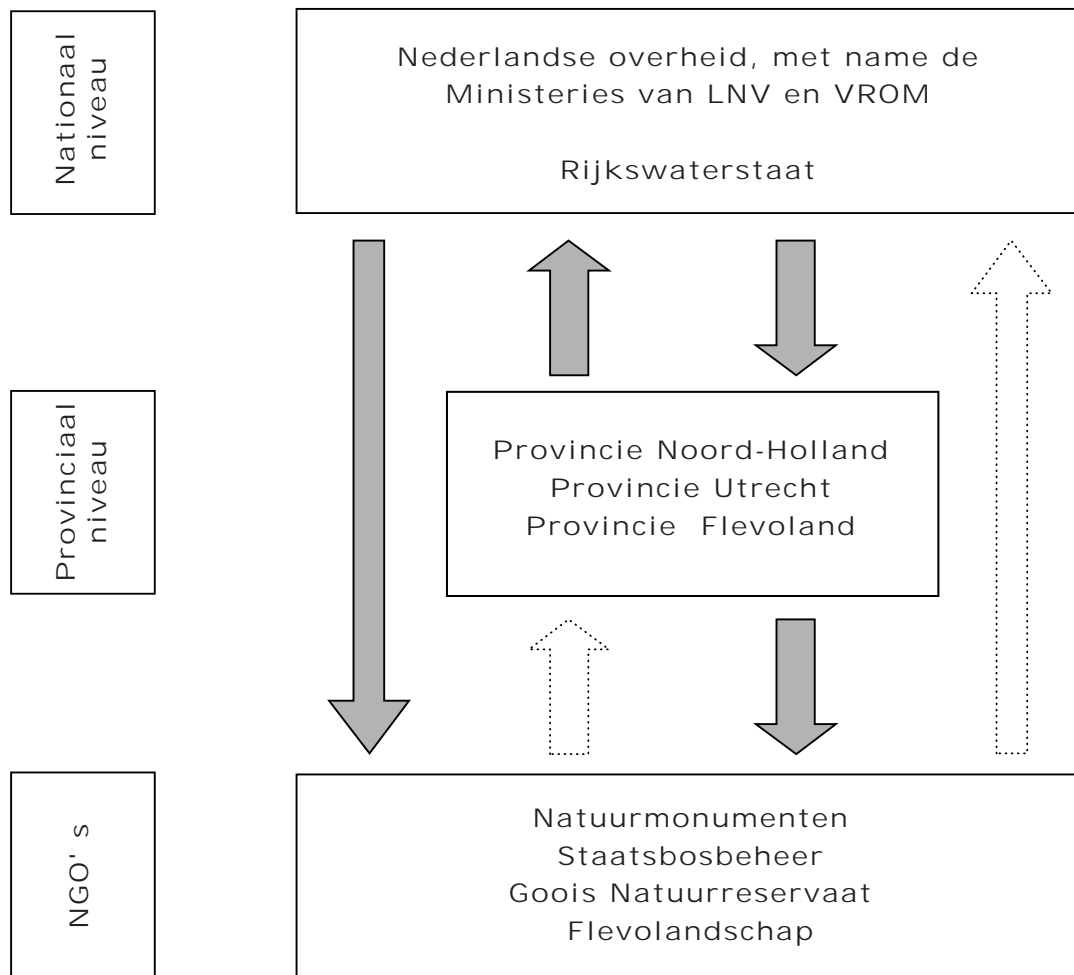 Nationaal
niveau
Nederlandse overheid, met name de
Ministeries van LNV en VROM
Rijkswaterstaat
Provinciaal
niveau
Provincie Noord-Holland
Provincie Utrecht
Provincie Flevoland
NGO' s
Natuurmonumenten
Staatsbosbeheer
Goois Natuurreservaat
Flevolandschap